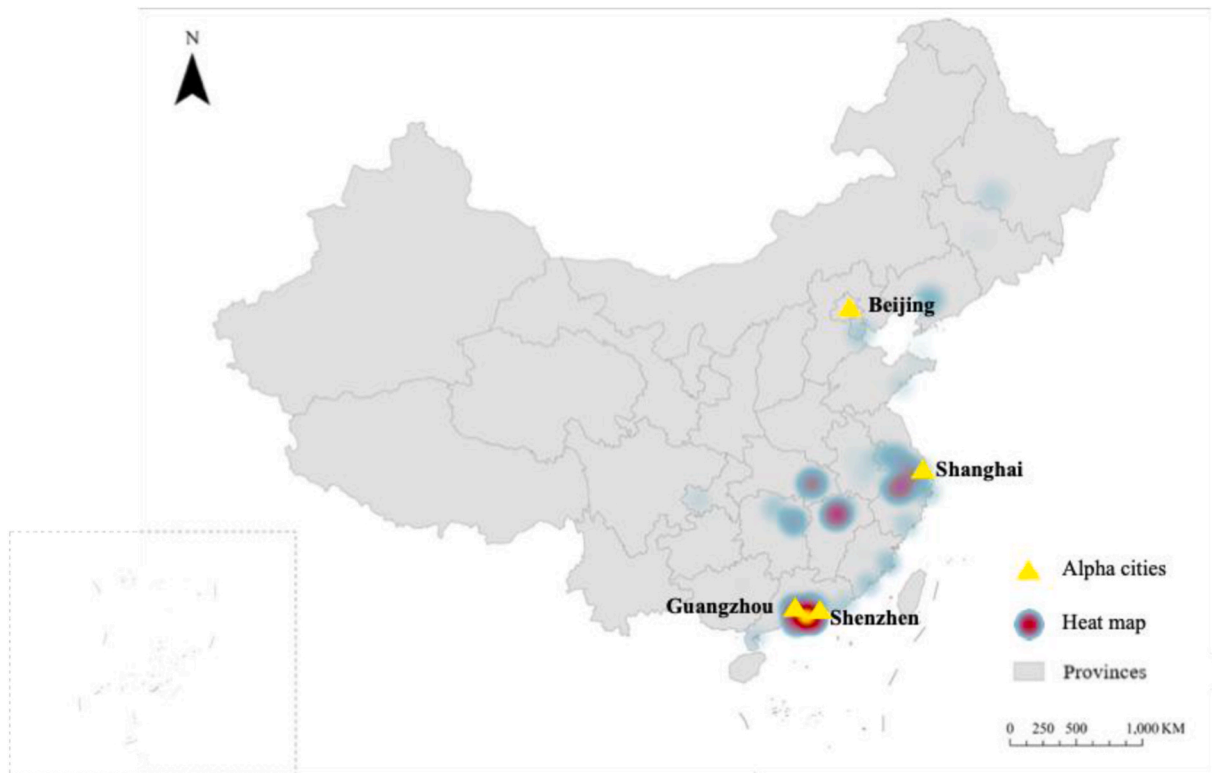 N
Beijing
Shanghai
Alpha cities
Guangzhou
Shenzhen
Heat map
Provinces
0 250 500 1,000 KM